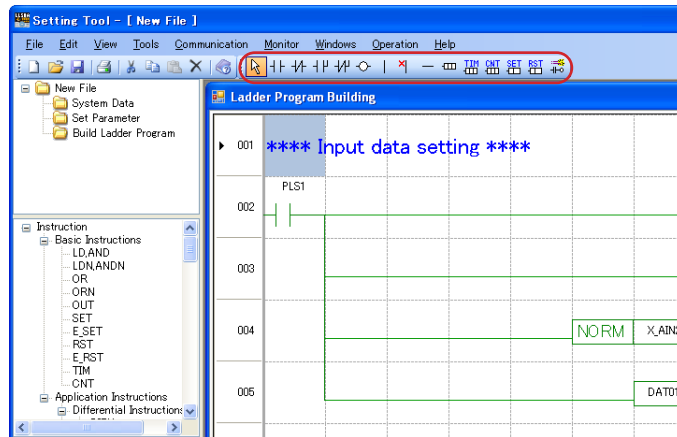 Setting Tool - [ New File ]
File Edit View Tools Communication Monitor Windows Operation Help
TIM CNT SET RST
New File
System Data
Set Parameter
Build Ladder Program
Instruction
Basic Instructions
LD,AND
LDN,ANDN
OR
ORN
OUT
SET
E_SET
RST
E_RST
TIM
CNT
Application Instructions
Differential Instructions
Ladder Program Building
001 **** Input data setting ****
PLS1
002
003
004 NORM X_AIN
005 DAT01